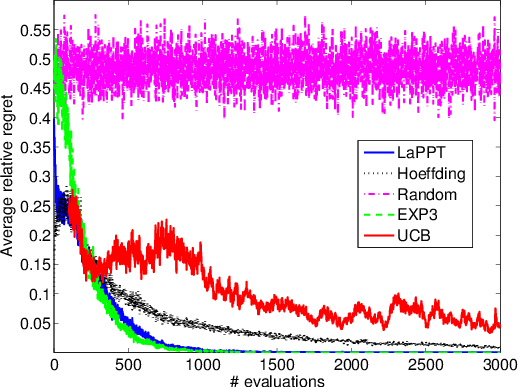 Average relative regret
0.55
0.5
0.45
0.4
0.35
0.3
0.25
0.2
0.15
0.1
0.05
LaPPT
Hoeffding
Random
EXP3
UCB
0 500 1000 1500 2000 2500 3000
# evaluations